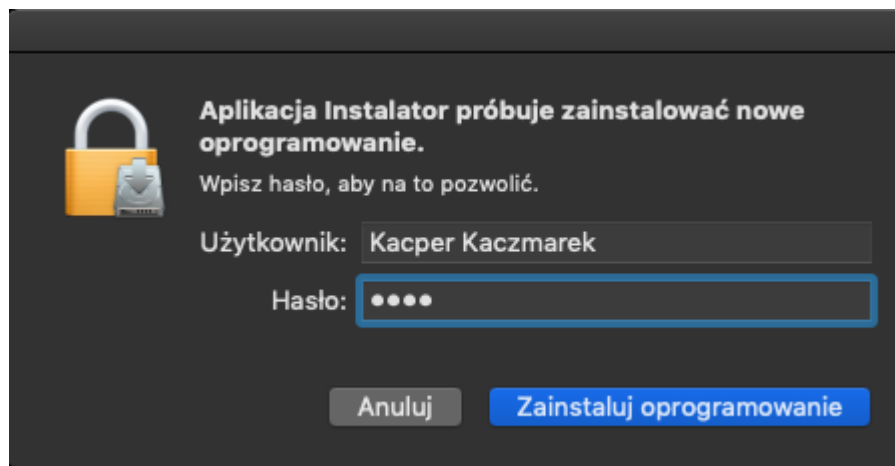 Aplikacja Instalator próbuje zainstalować nowe
oprogramowanie.
Wpisz hasło, aby na to pozwolić.
Użytkownik: Kacper Kaczmarek
Hasło: ••••
Anuluj Zainstaluj oprogramowanie